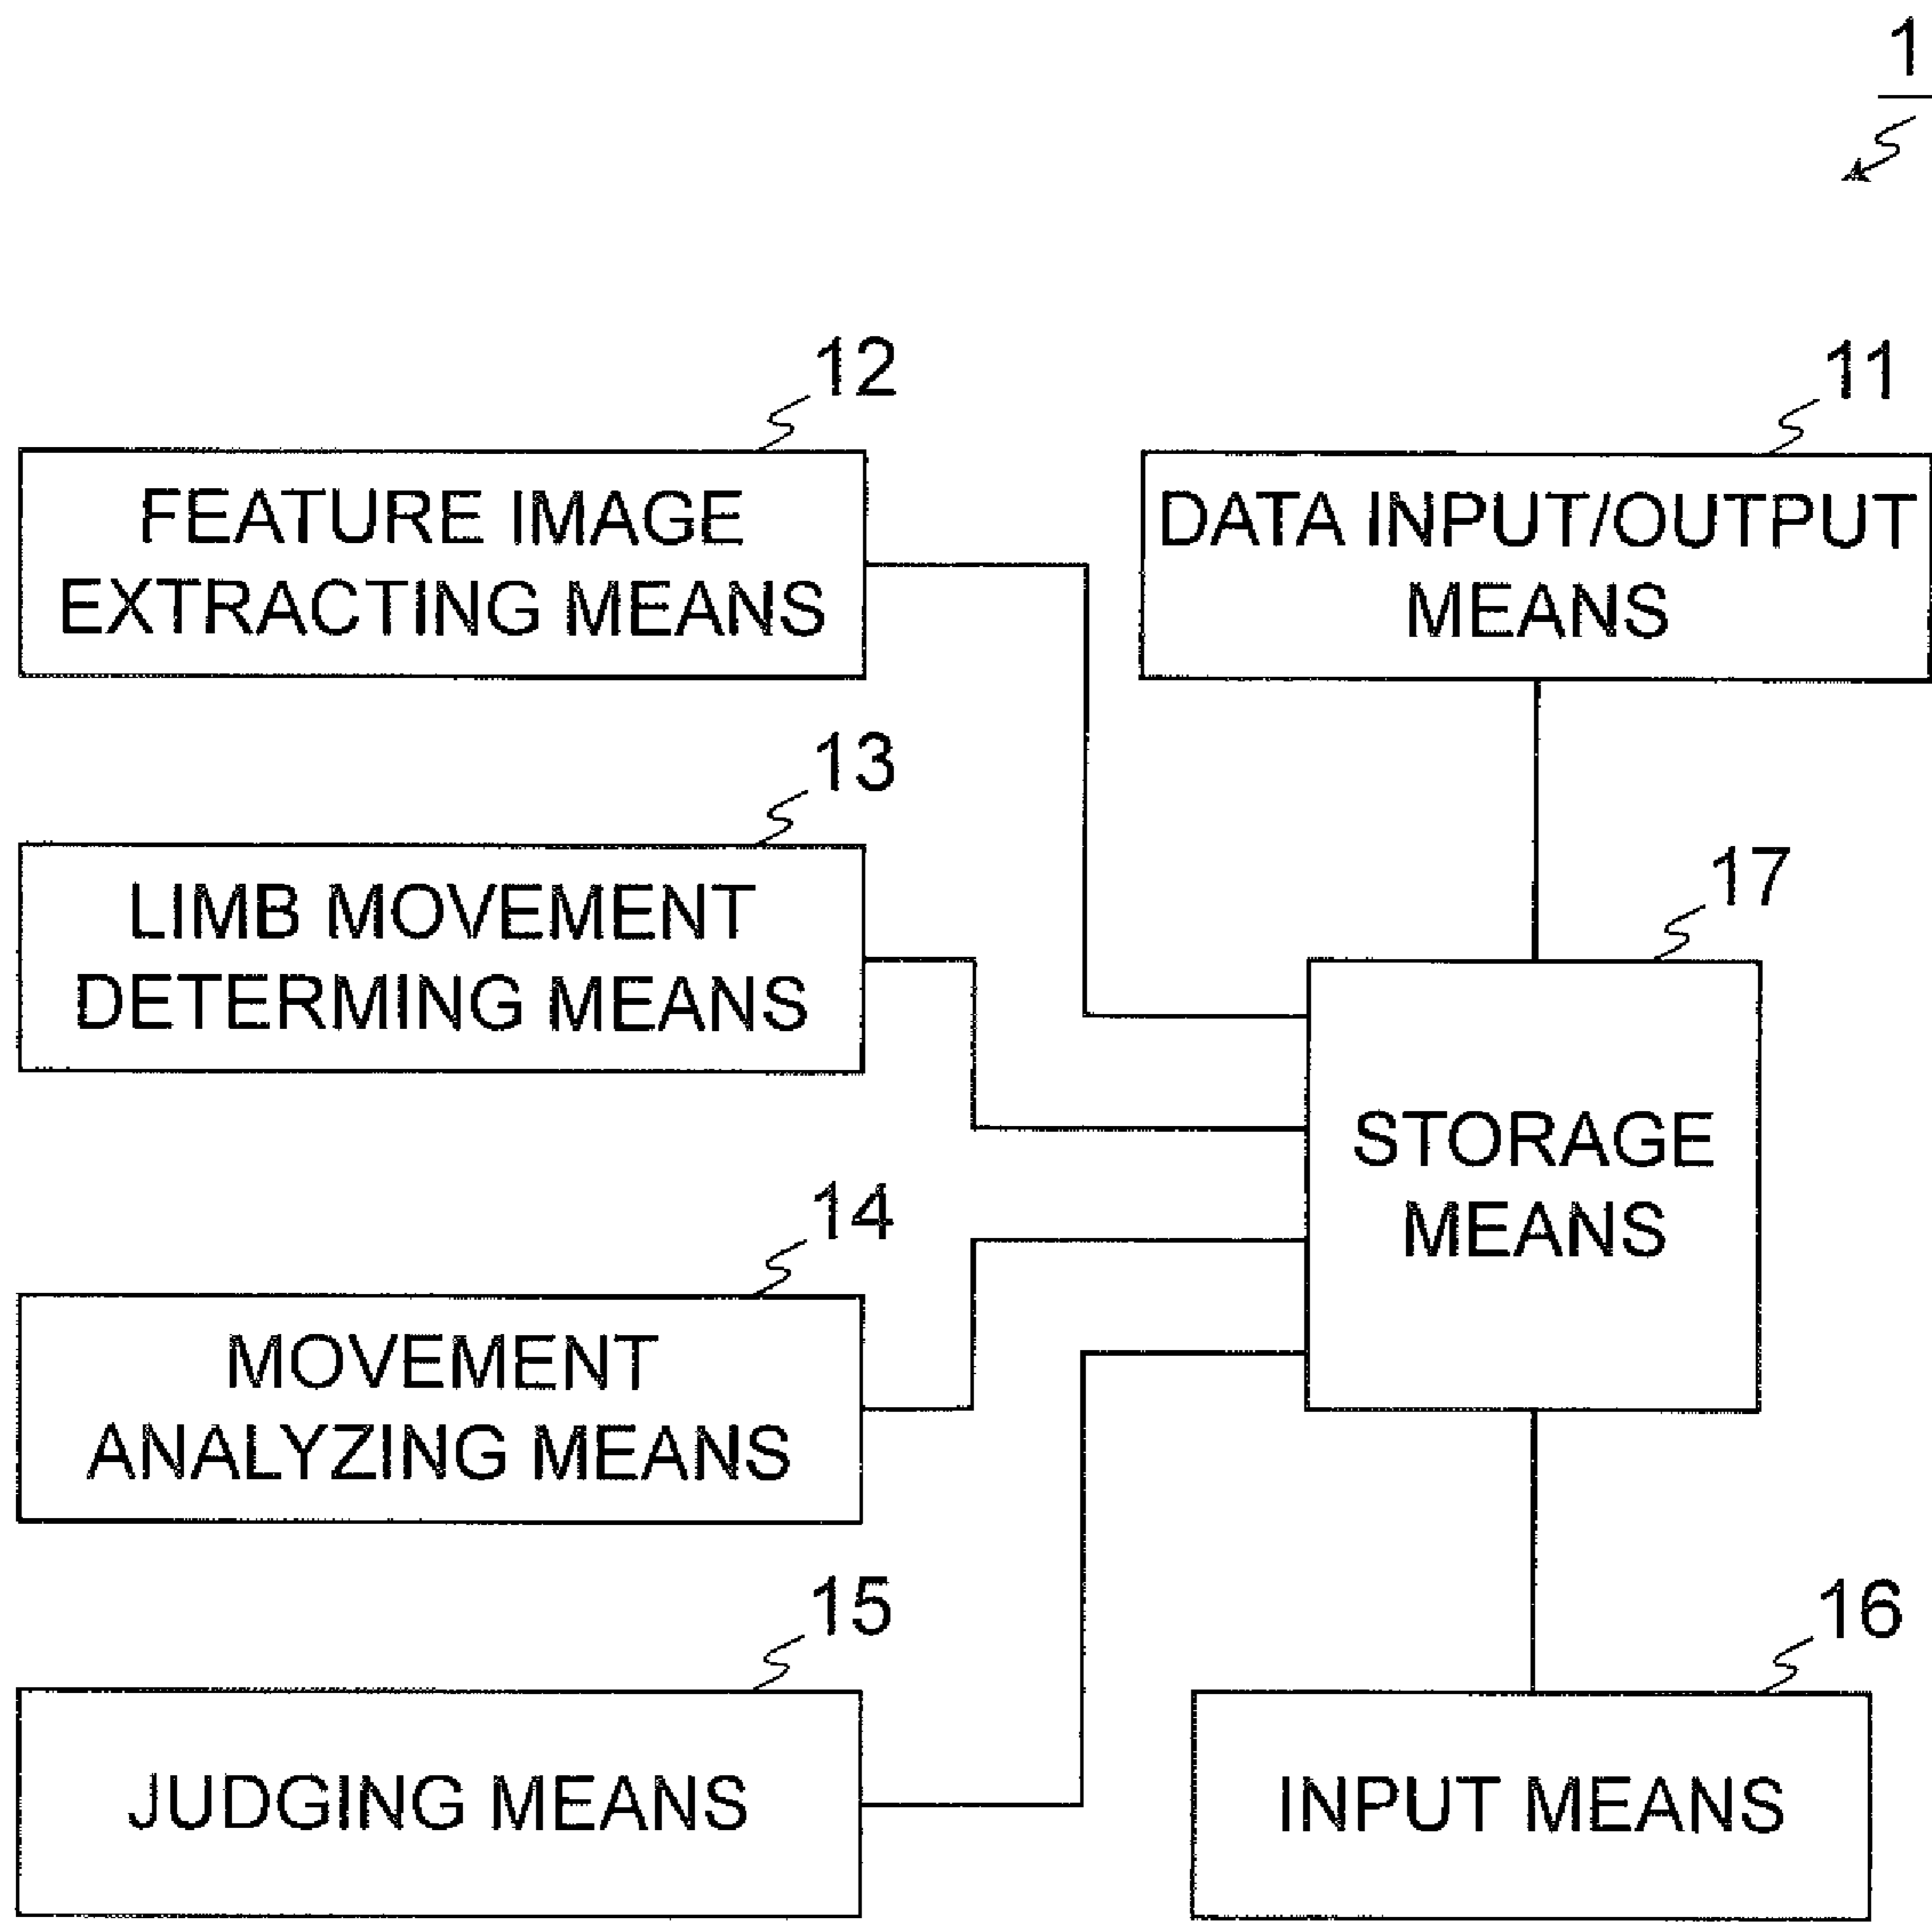 1
12
FEATURE IMAGE
EXTRACTING MEANS
11
DATA INPUT/OUTPUT
MEANS
13
LIMB MOVEMENT
DETERMING MEANS
17
STORAGE
MEANS
14
MOVEMENT
ANALYZING MEANS
15
JUDGING MEANS
16
INPUT MEANS